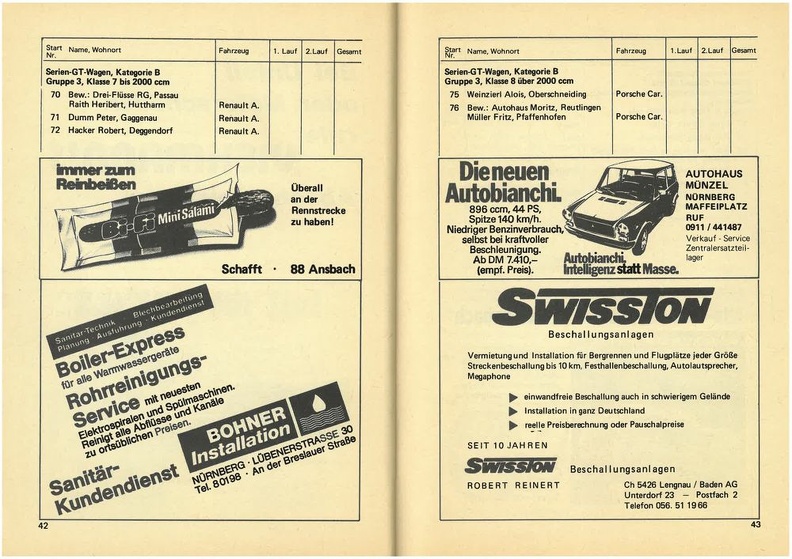 Start Nr. Name, Wohnort Fahrzeug 1. Lauf 2. Lauf Gesamt
Serien-GT-Wagen, Kategorie B
Gruppe 3, Klasse 7 bis 2000 ccm
70 Bew.: Drei-Flüsse RG, Passau
Raith Heribert, Huttharm Renault A.
71 Dumm Peter, Gaggenau Renault A.
72 Hacker Robert, Deggendorf Renault A.
immer zum
Reinbeißen
BiFi Mini Salami
Überall
an der
Rennstrecke
zu haben!
Schafft · 88 Ansbach
Sanitär-Technik Blechbearbeitung
Planung · Ausführung · Kundendienst
Boiler-Express
für alle Warmwassergeräte
Rohrreinigungs-
Service mit neuesten
Elektrospiralen und Spülmaschinen.
Reinigt alle Abflüsse und Kanäle
zu ortsüblichen Preisen.
BOHNER
Installation
NÜRNBERG · LÜBENERSTRASSE 30
Tel. 80198 · An der Breslauer Straße
Sanitär-
Kundendienst
42
Start Nr. Name, Wohnort Fahrzeug 1. Lauf 2. Lauf Gesamt
Serien-GT-Wagen, Kategorie B
Gruppe 3, Klasse 8 über 2000 ccm
75 Weinzierl Alois, Oberschneiding Porsche Car.
76 Bew.: Autohaus Moritz, Reutlingen
Müller Fritz, Pfaffenhofen Porsche Car.
Die neuen
Autobianchi.
896 ccm, 44 PS,
Spitze 140 km/h.
Niedriger Benzinverbrauch,
selbst bei kraftvoller
Beschleunigung.
Ab DM 7.410,–
(empf. Preis).
Autobianchi.
Intelligenz statt Masse.
AUTOHAUS
MÜNZEL
NÜRNBERG
MAFFEIPLATZ
RUF
0911 / 441487
Verkauf - Service
Zentralersatzteil-
lager
SWISSTON
Beschallungsanlagen
Vermietung und Installation für Bergrennen und Flugplätze jeder Größe
Streckenbeschallung bis 10 km, Festhallenbeschallung, Autolautsprecher,
Megaphone
einwandfreie Beschallung auch in schwierigem Gelände
Installation in ganz Deutschland
reelle Preisberechnung oder Pauschalpreise
SEIT 10 JAHREN
SWISSTON Beschallungsanlagen
ROBERT REINERT Ch 5426 Lengnau / Baden AG
Unterdorf 23 — Postfach 2
Telefon 056. 51 19 66
43